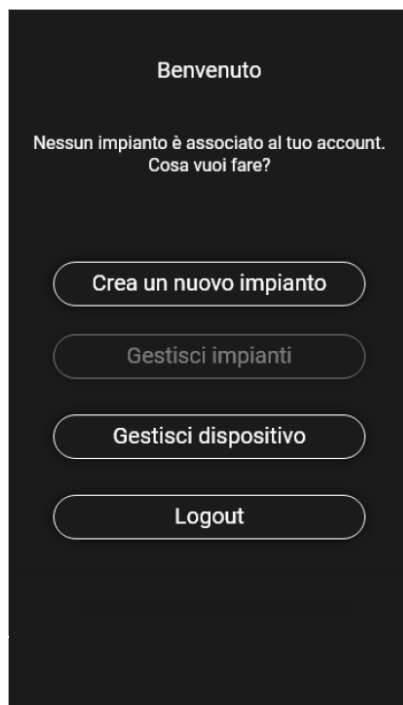 Benvenuto
Nessun impianto è associato al tuo account.
Cosa vuoi fare?
Crea un nuovo impianto
Gestisci impianti
Gestisci dispositivo
Logout